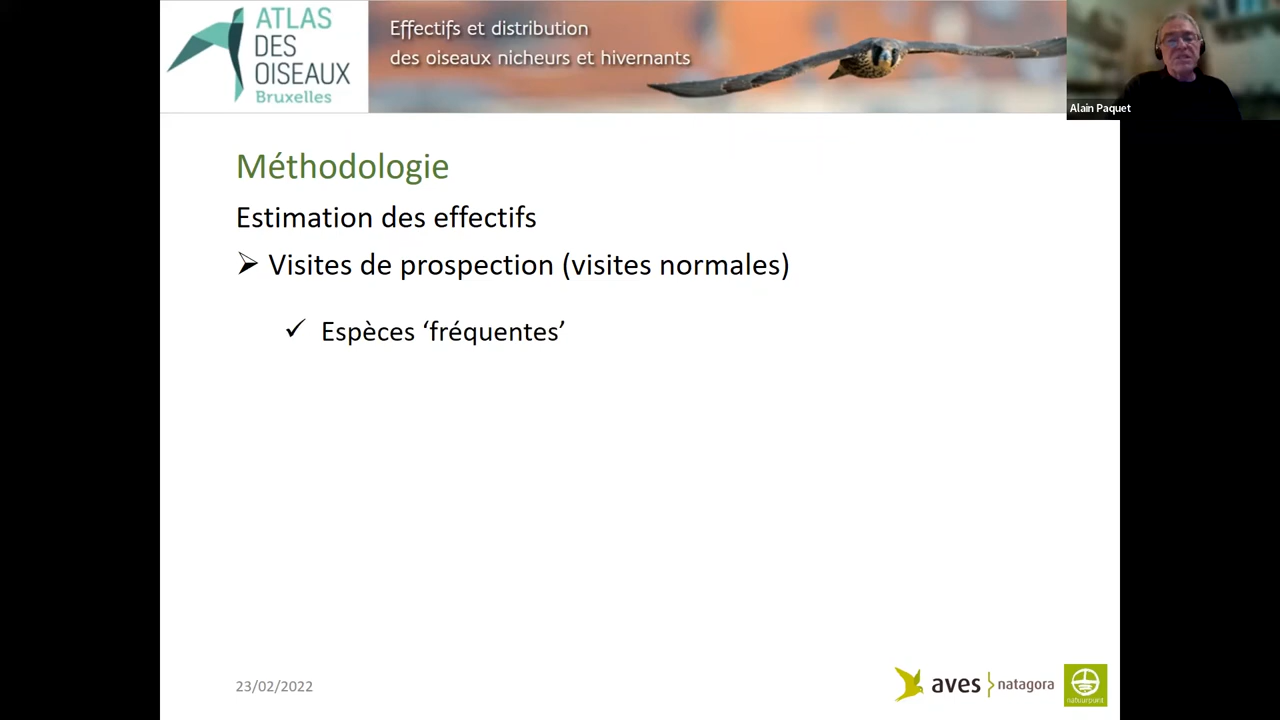 ATLAS
DES
OISEAUX
Bruxelles
Effectifs et distribution
des oiseaux nicheurs et hivernants
Alain Paquet
Méthodologie
Estimation des effectifs
➢ Visites de prospection (visites normales)
✓ Espèces ‘fréquentes’
23/02/2022
aves natagora
natuurpunt